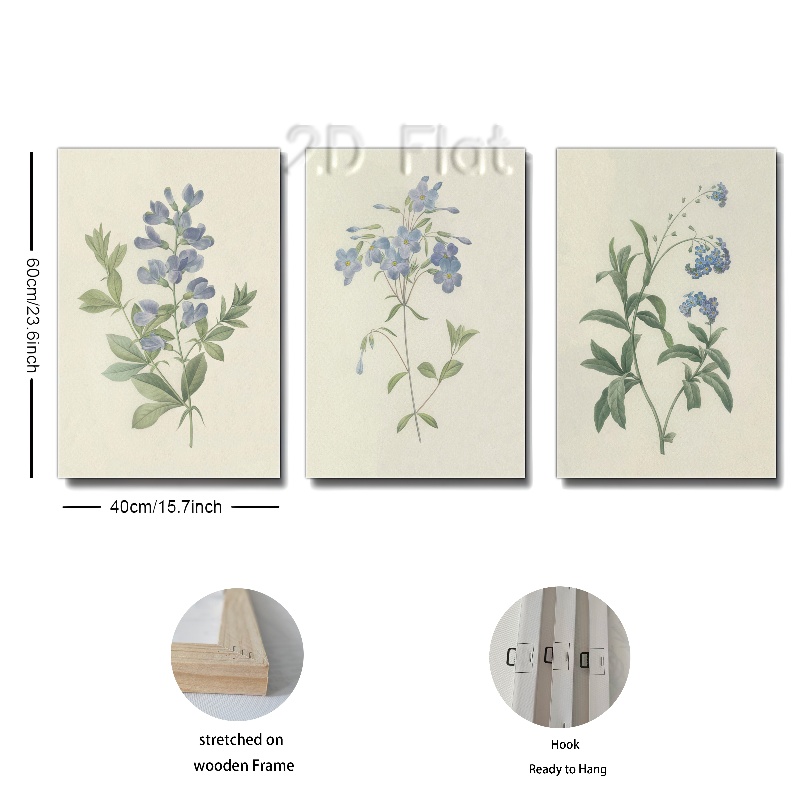 2D Flat
60cm/23.6inch
40cm/15.7inch
stretched on
wooden Frame
Hook
Ready to Hang